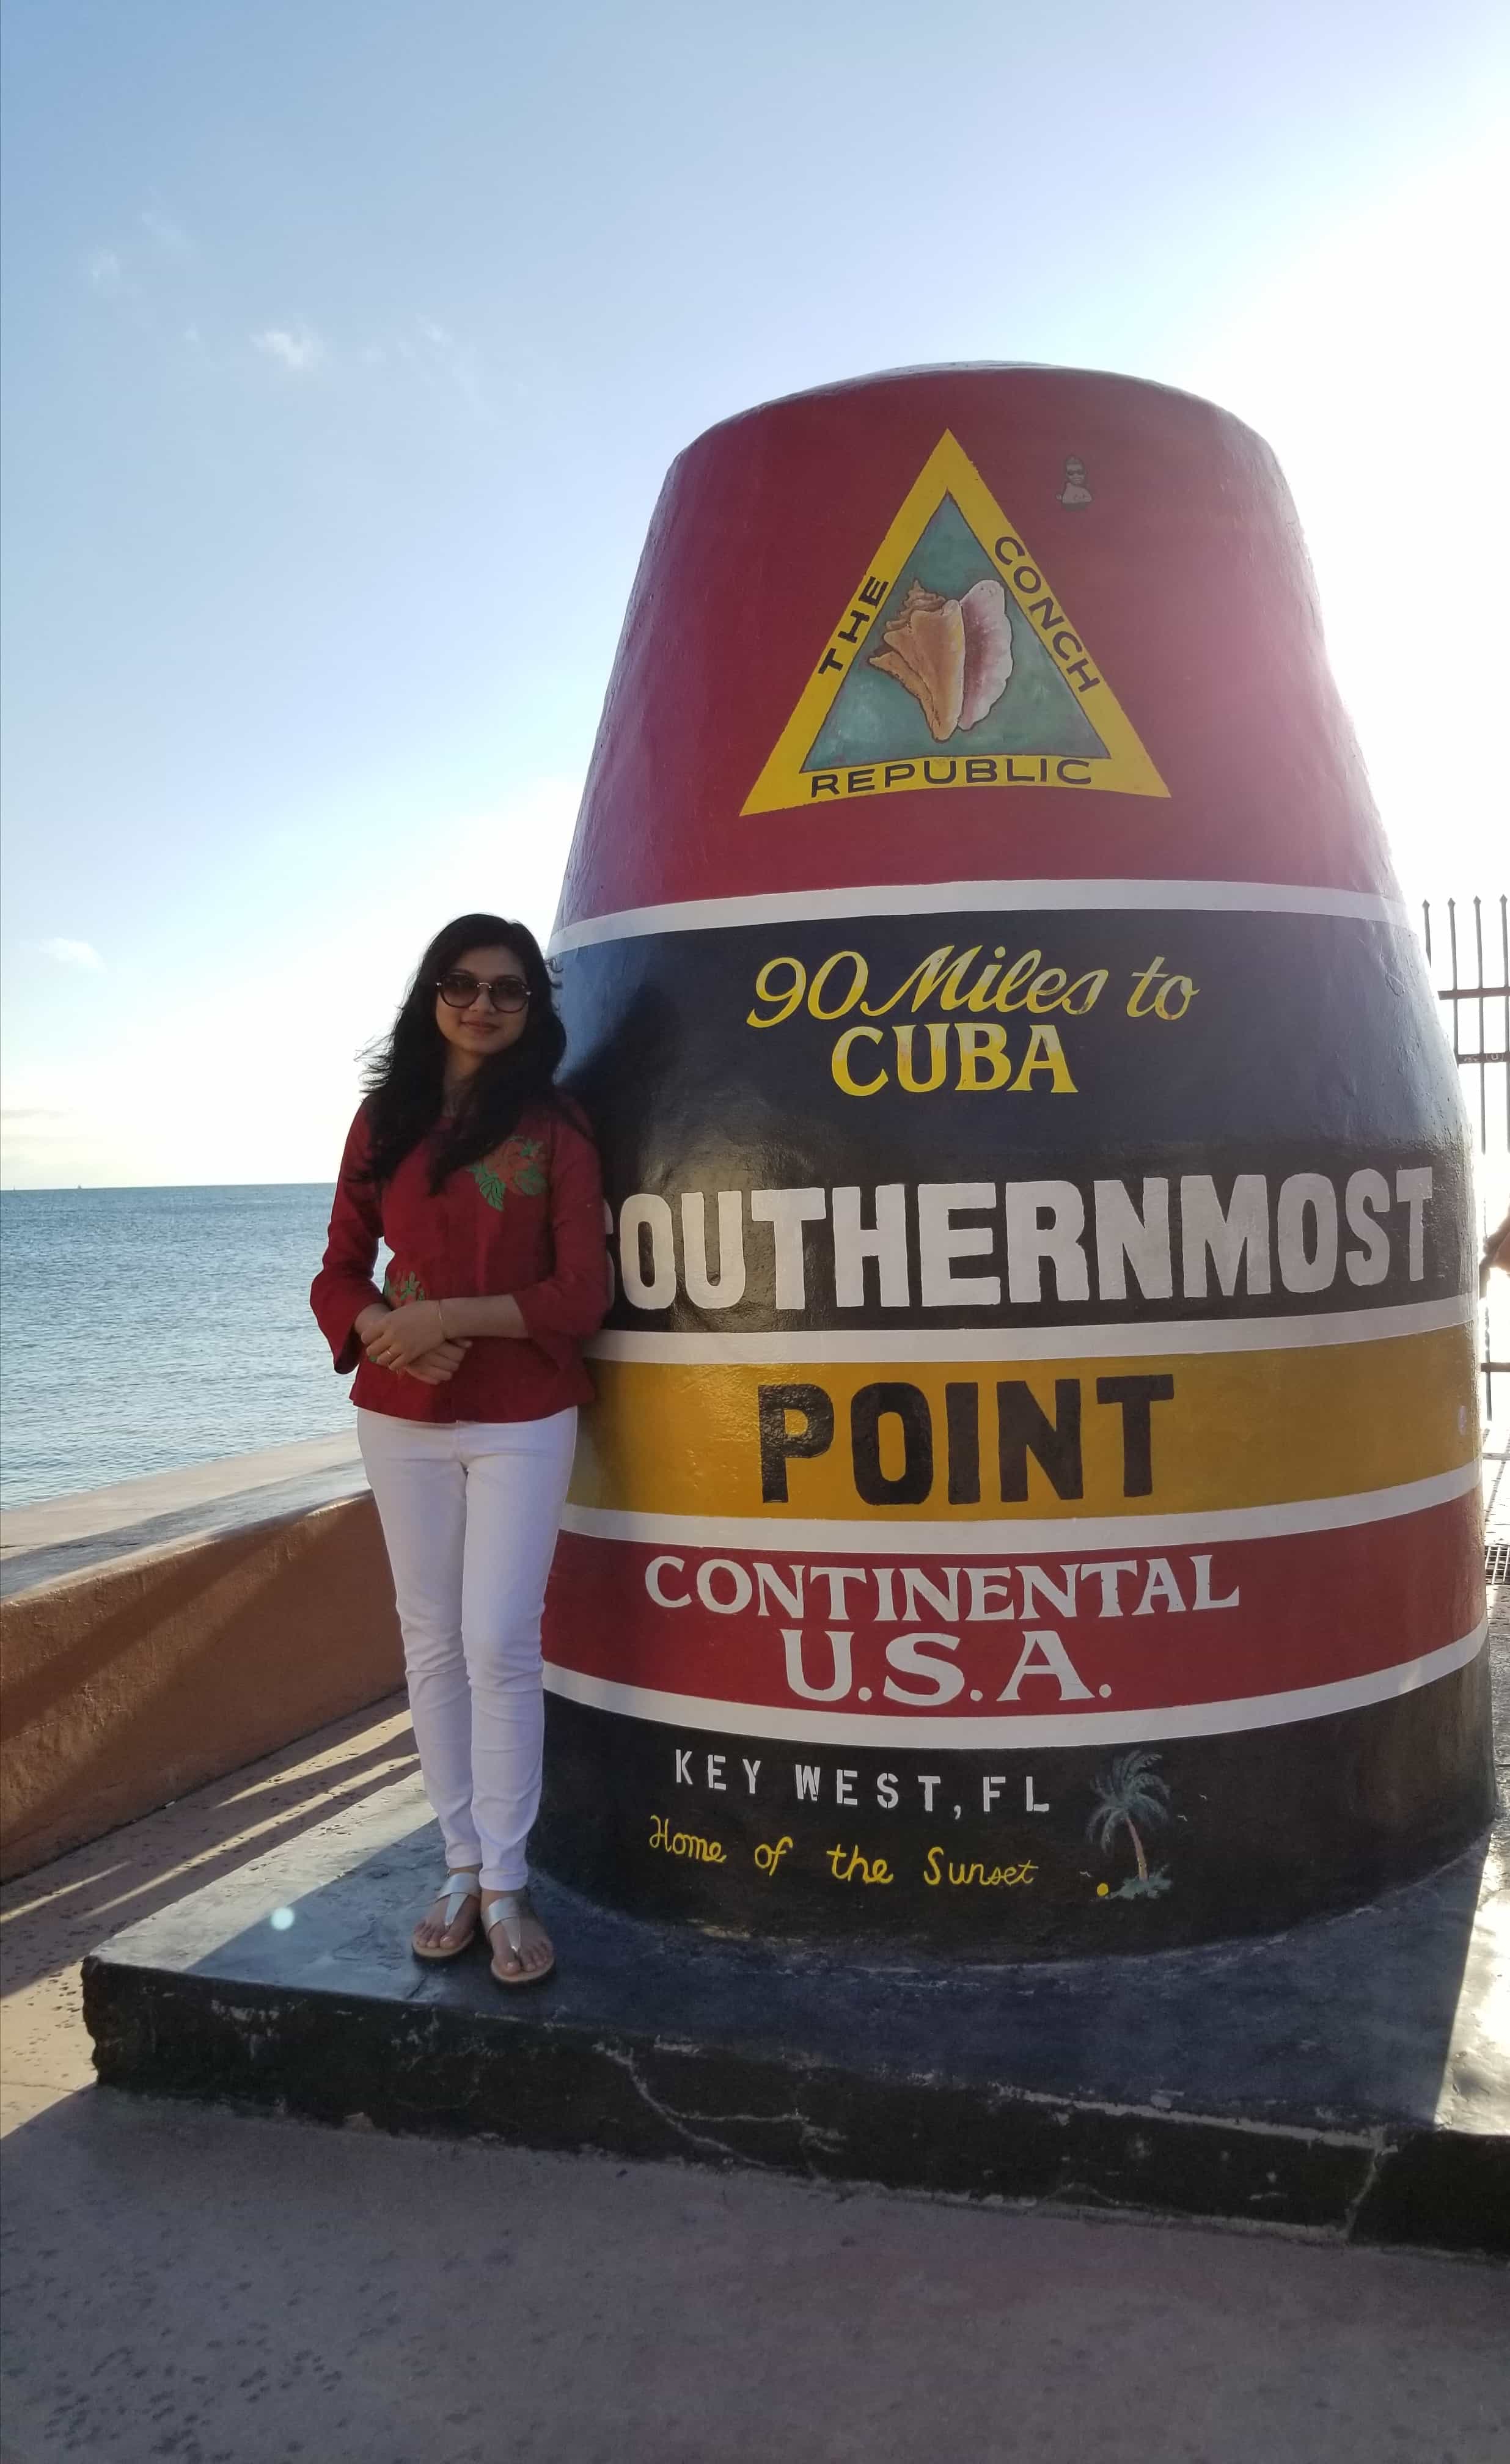 THE CONCH
REPUBLIC
90 Miles to
CUBA
SOUTHERNMOST
POINT
CONTINENTAL
U.S.A.
KEY WEST, FL
Home of the Sunset